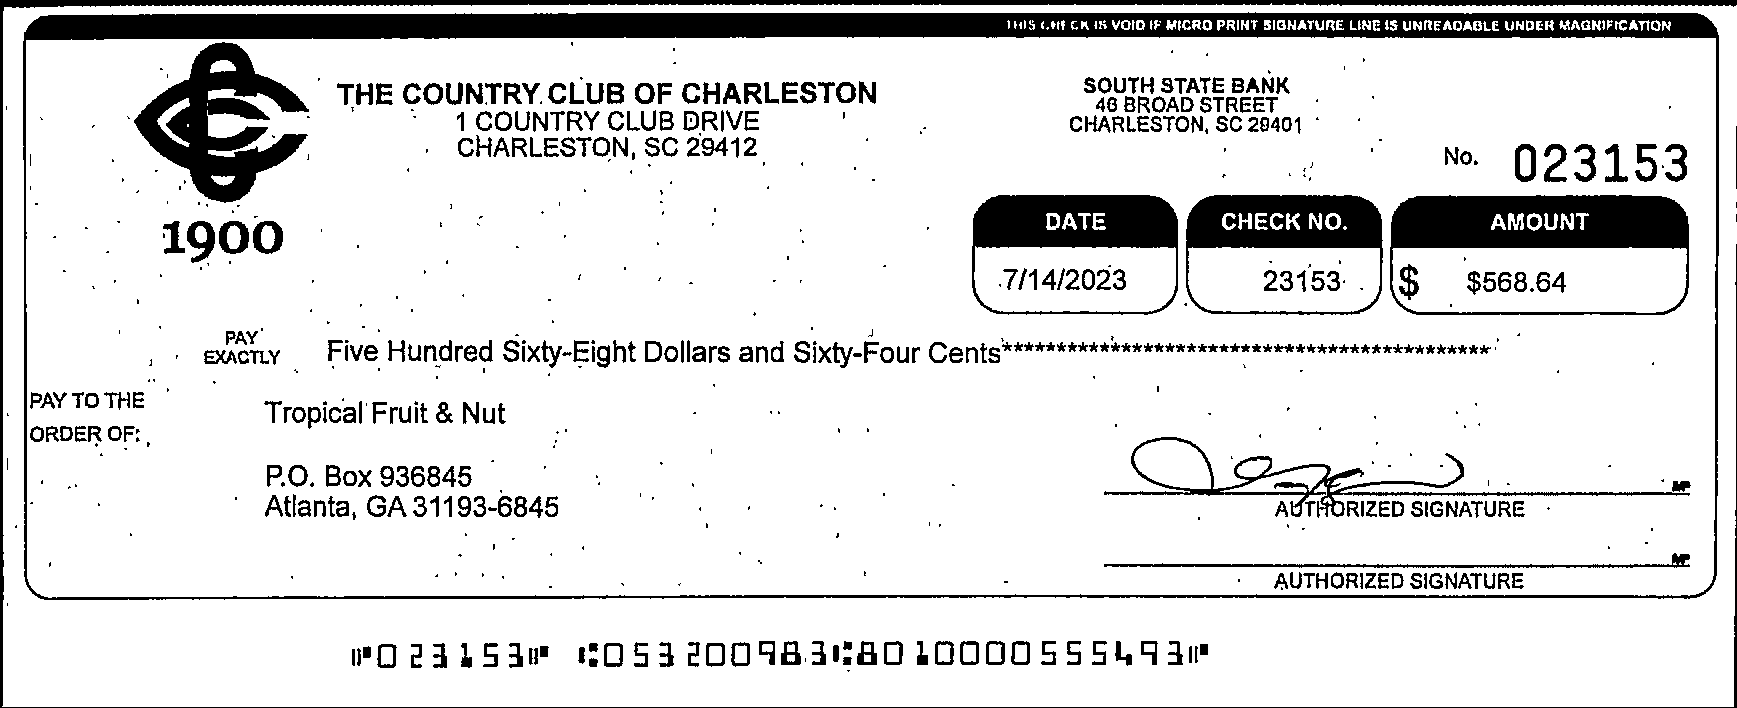 THIS CHECK IS VOID IF MICRO PRINT SIGNATURE LINE IS UNREADABLE UNDER MAGNIFICATION
THE COUNTRY CLUB OF CHARLESTON
1 COUNTRY CLUB DRIVE
CHARLESTON, SC 29412
1900
SOUTH STATE BANK
46 BROAD STREET
CHARLESTON, SC 29401
No. 023153
DATE CHECK NO. AMOUNT
7/14/2023 23153 $ $568.64
PAY
EXACTLY
Five Hundred Sixty-Eight Dollars and Sixty-Four Cents*********************************************
PAY TO THE
ORDER OF:
Tropical Fruit & Nut
P.O. Box 936845
Atlanta, GA 31193-6845
MP
AUTHORIZED SIGNATURE
MP
AUTHORIZED SIGNATURE
⑈023153⑈ ⑆053200983⑆8010000555493⑈